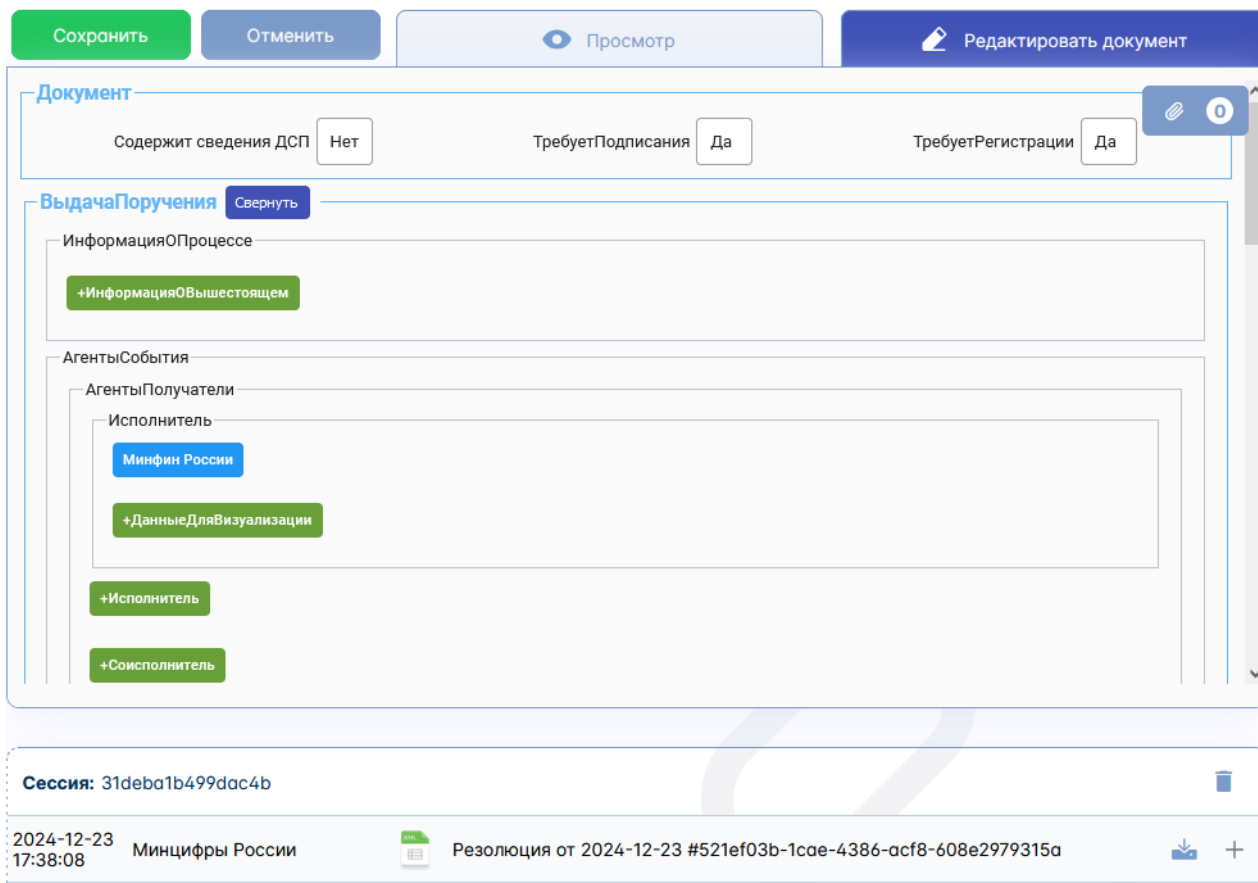 Сохранить Отменить Просмотр Редактировать документ
Документ
0
Содержит сведения ДСП Нет ТребуетПодписания Да ТребуетРегистрации Да
ВыдачаПоручения Свернуть
ИнформацияОПроцессе
+ИнформацияОВышестоящем
АгентыСобытия
АгентыПолучатели
Исполнитель
Минфин России
+ДанныеДляВизуализации
+Исполнитель
+Соисполнитель
Сессия: 31deba1b499dac4b
2024-12-23
17:38:08
Минцифры России XML Резолюция от 2024-12-23 #521ef03b-1cae-4386-acf8-608e2979315a